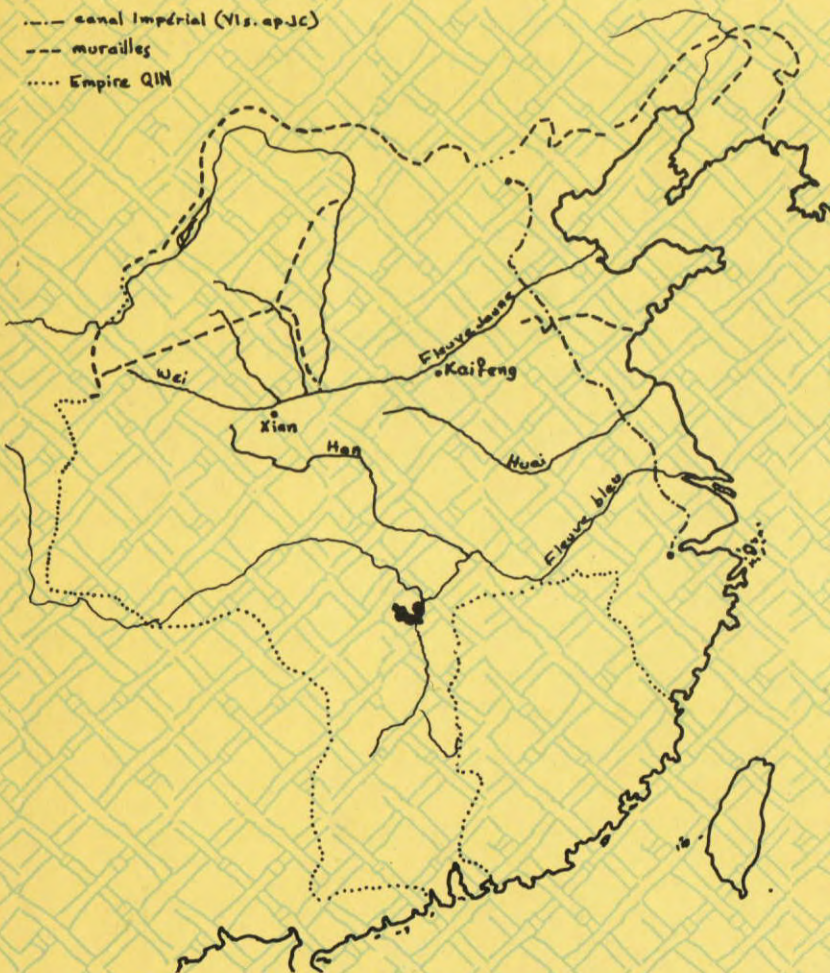 canal Impérial (VIs. ap. JC)
murailles
Empire QIN
Fleuve Jaune
Kaifeng
Wei
Xian
Han
Huai
Fleuve bleu